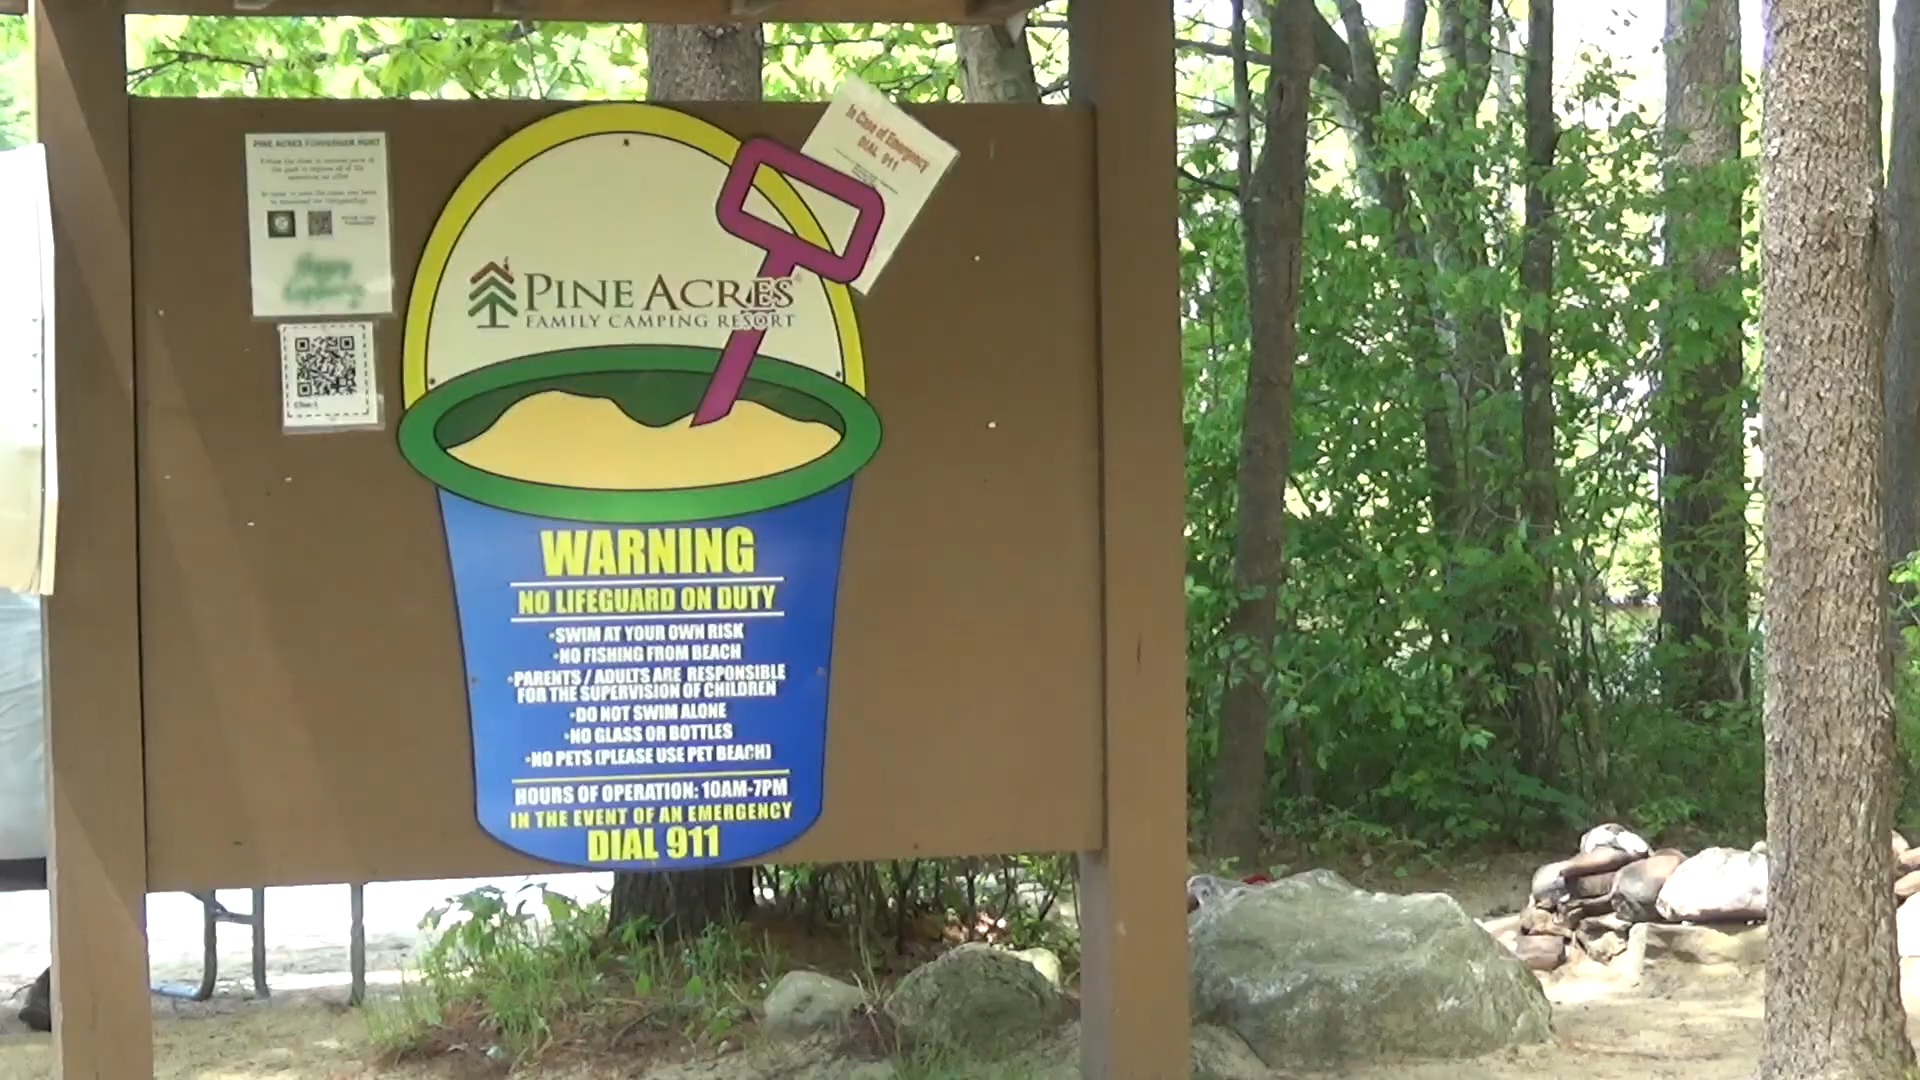 PINE ACRES
FAMILY CAMPING RESORT
In Case of Emergency
DIAL 911
WARNING
NO LIFEGUARD ON DUTY
•SWIM AT YOUR OWN RISK
•NO FISHING FROM BEACH
•PARENTS / ADULTS ARE RESPONSIBLE
FOR THE SUPERVISION OF CHILDREN
•DO NOT SWIM ALONE
•NO GLASS OR BOTTLES
•NO PETS (PLEASE USE PET BEACH)
HOURS OF OPERATION: 10AM-7PM
IN THE EVENT OF AN EMERGENCY
DIAL 911
PINE ACRES HUNT